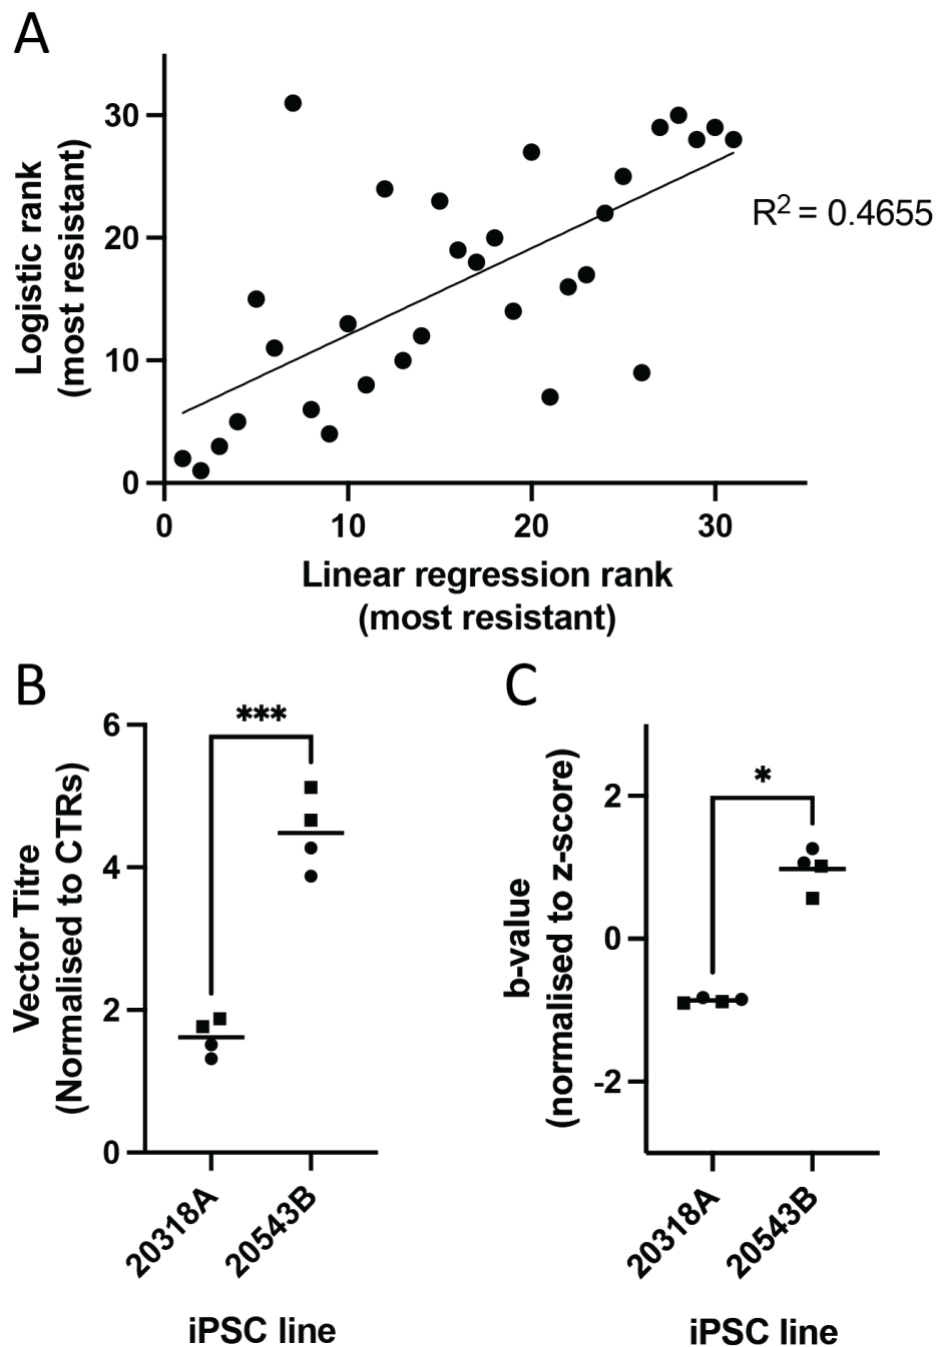 A
Logistic rank
(most resistant)
30
20
10
0
0 10 20 30
Linear regression rank
(most resistant)
R² = 0.4655
B
Vector Titre
(Normalised to CTRs)
6
4
2
0
***
20318A
20543B
iPSC line
C
b-value
(normalised to z-score)
2
0
-2
*
20318A
20543B
iPSC line